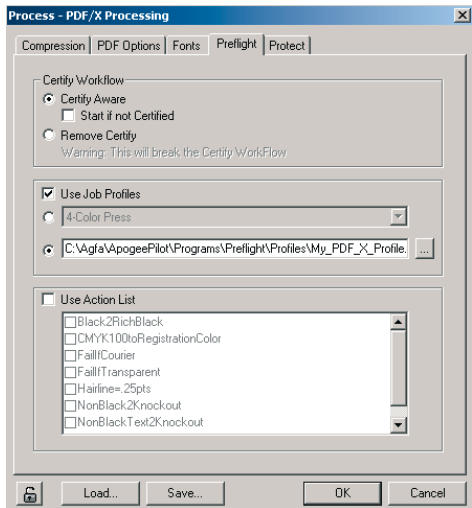 Process - PDF/X Processing
Compression PDF Options Fonts Preflight Protect
Certify Workflow
Certify Aware
Start if not Certified
Remove Certify
Warning: This will break the Certify WorkFlow
Use Job Profiles
4-Color Press
C:\Agfa\ApogeePilot\Programs\Preflight\Profiles\My_PDF_X_Profile. ...
Use Action List
Black2RichBlack
CMYK100toRegistrationColor
FailIfCourier
FailIfTransparent
Hairline=.25pts
NonBlack2Knockout
NonBlackText2Knockout
Load... Save... OK Cancel